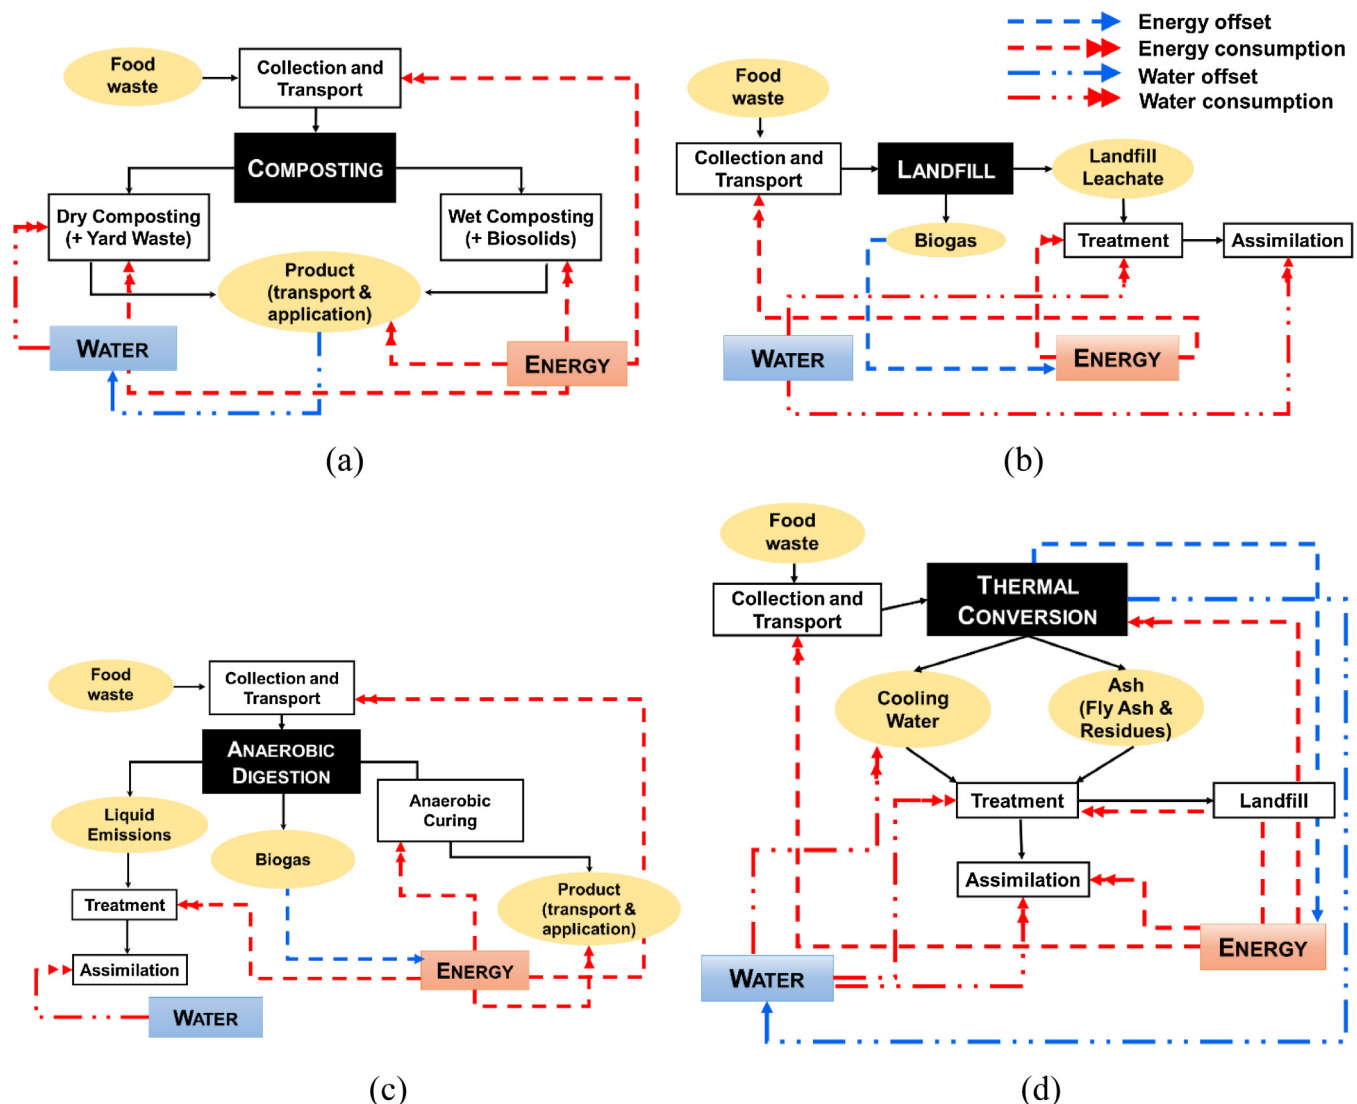 Energy offset
Energy consumption
Water offset
Water consumption
Food
waste
Collection and
Transport
COMPOSTING
Dry Composting
(+ Yard Waste)
Wet Composting
(+ Biosolids)
Product
(transport &
application)
WATER
ENERGY
(a)
Food
waste
Collection and
Transport
LANDFILL
Landfill
Leachate
Biogas
Treatment
Assimilation
WATER
ENERGY
(b)
Food
waste
Collection and
Transport
ANAEROBIC
DIGESTION
Liquid
Emissions
Biogas
Anaerobic
Curing
Treatment
Product
(transport &
application)
Assimilation
ENERGY
WATER
(c)
Food
waste
Collection and
Transport
THERMAL
CONVERSION
Cooling
Water
Ash
(Fly Ash &
Residues)
Treatment
Landfill
Assimilation
ENERGY
WATER
(d)